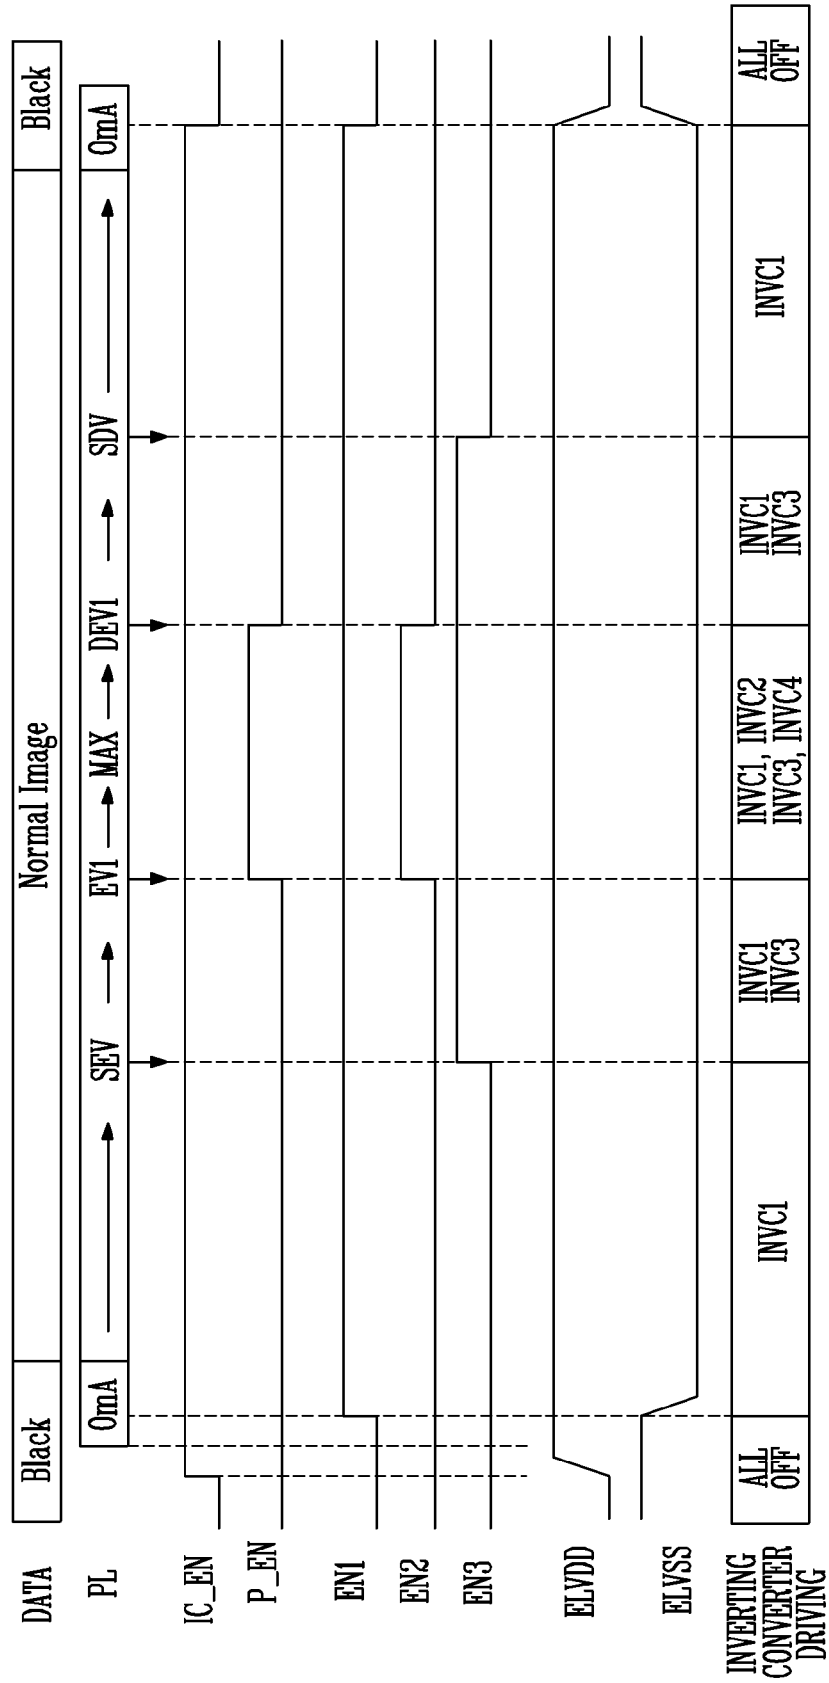 DATA
Black
Normal Image
Black
PL
0mA
SEV
EV1
MAX
DEV1
SDV
0mA
IC_EN
P_EN
EN1
EN2
EN3
ELVDD
ELVSS
INVERTING
CONVERTER
DRIVING
ALL
OFF
INVC1
INVC1
INVC3
INVC1, INVC2
INVC3, INVC4
INVC1
INVC3
INVC1
ALL
OFF